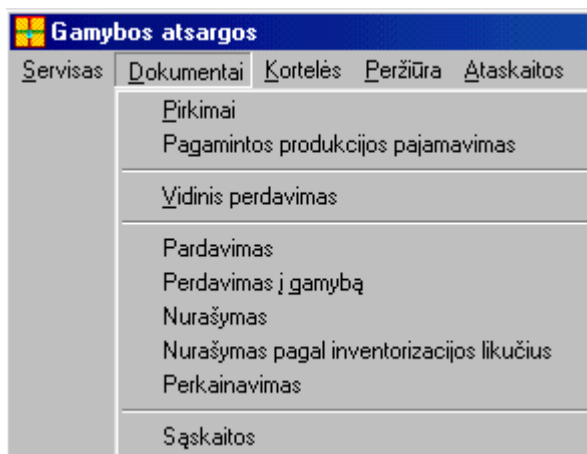 Gamybos atsargos
Servisas Dokumentai Kortelės Peržiūra Ataskaitos
Pirkimai
Pagamintos produkcijos pajamavimas
Vidinis perdavimas
Pardavimas
Perdavimas į gamybą
Nurašymas
Nurašymas pagal inventorizacijos likučius
Perkainavimas
Sąskaitos